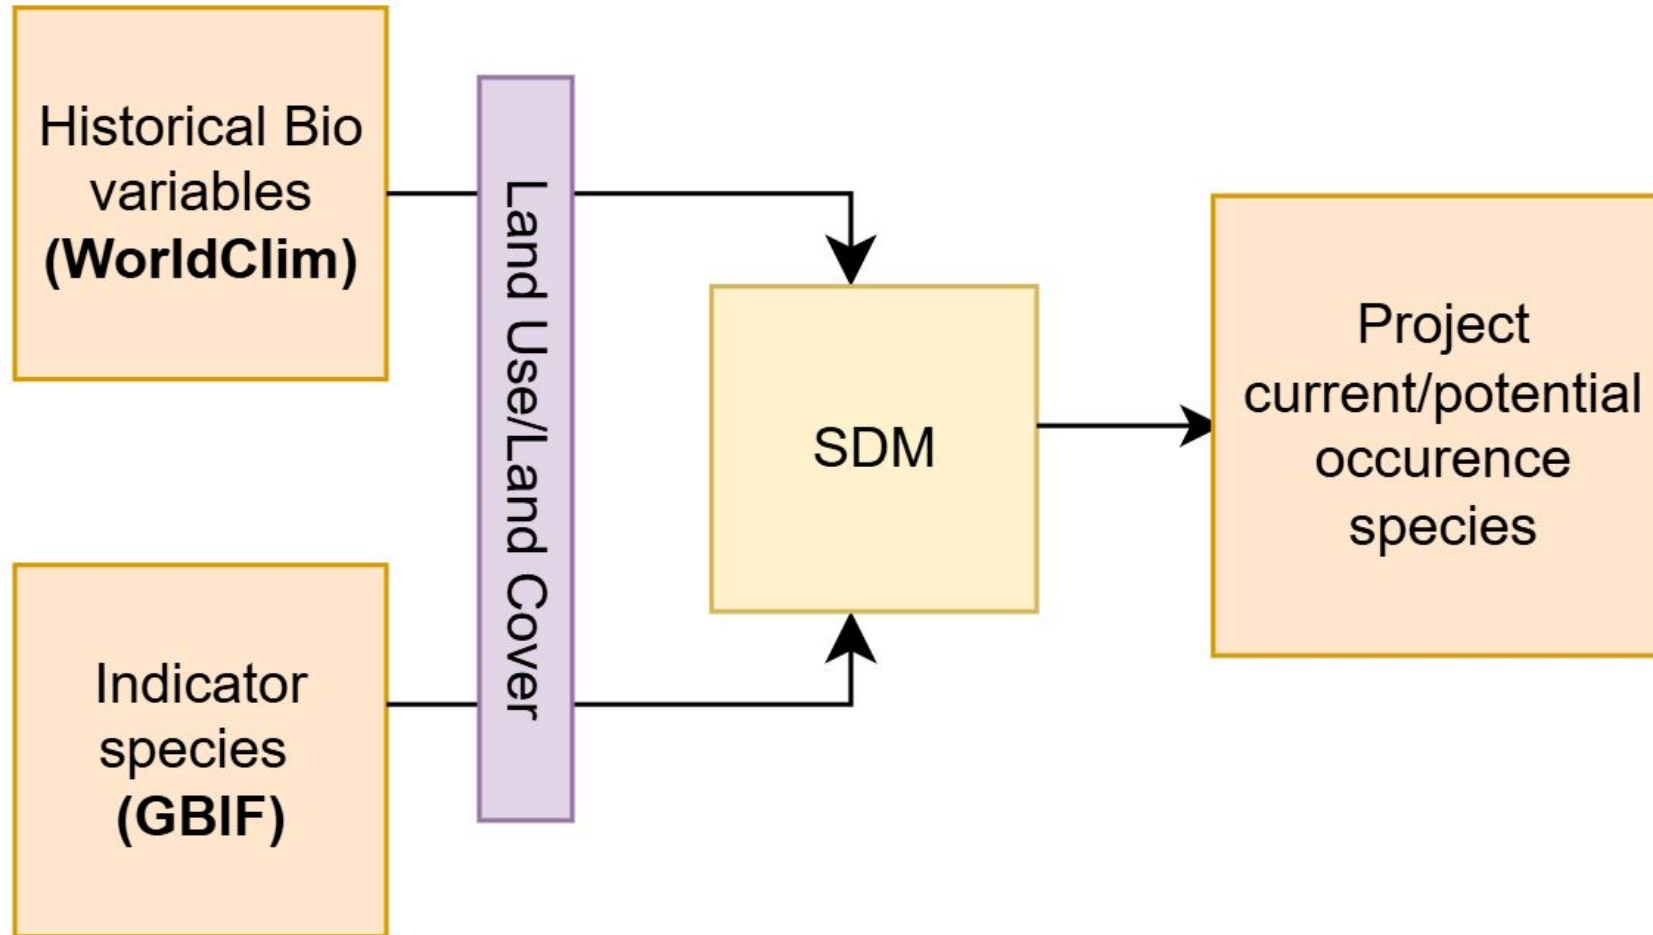 Historical Bio
variables
(WorldClim)
Land Use/Land Cover
SDM
Project
current/potential
occurence
species
Indicator
species
(GBIF)